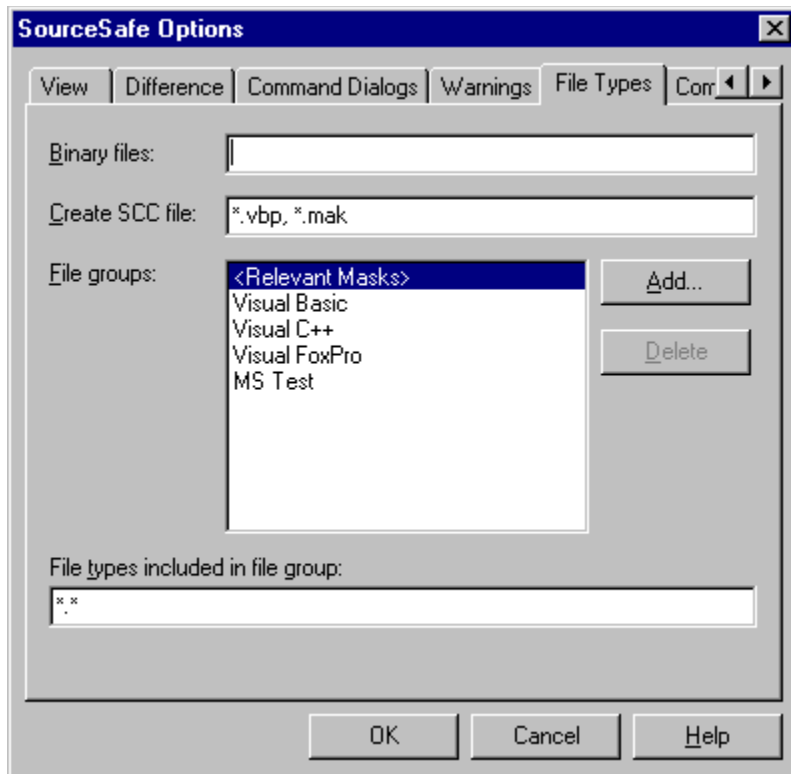 SourceSafe Options
View Difference Command Dialogs Warnings File Types Com
Binary files:
Create SCC file: *.vbp, *.mak
File groups: <Relevant Masks> Add...
Visual Basic
Visual C++
Visual FoxPro Delete
MS Test
File types included in file group:
*.*
OK Cancel Help